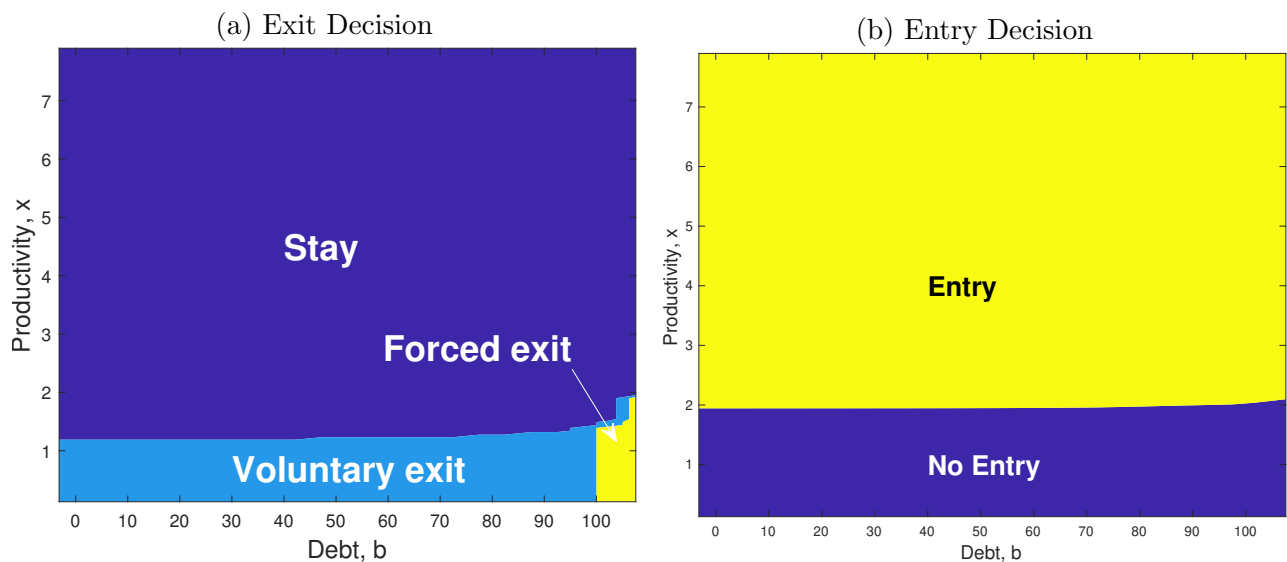 (a) Exit Decision
Productivity, x
7
6
5
4
3
2
1
Stay
Forced exit
Voluntary exit
0 10 20 30 40 50 60 70 80 90 100
Debt, b
(b) Entry Decision
Productivity, x
7
6
5
4
3
2
1
Entry
No Entry
0 10 20 30 40 50 60 70 80 90 100
Debt, b